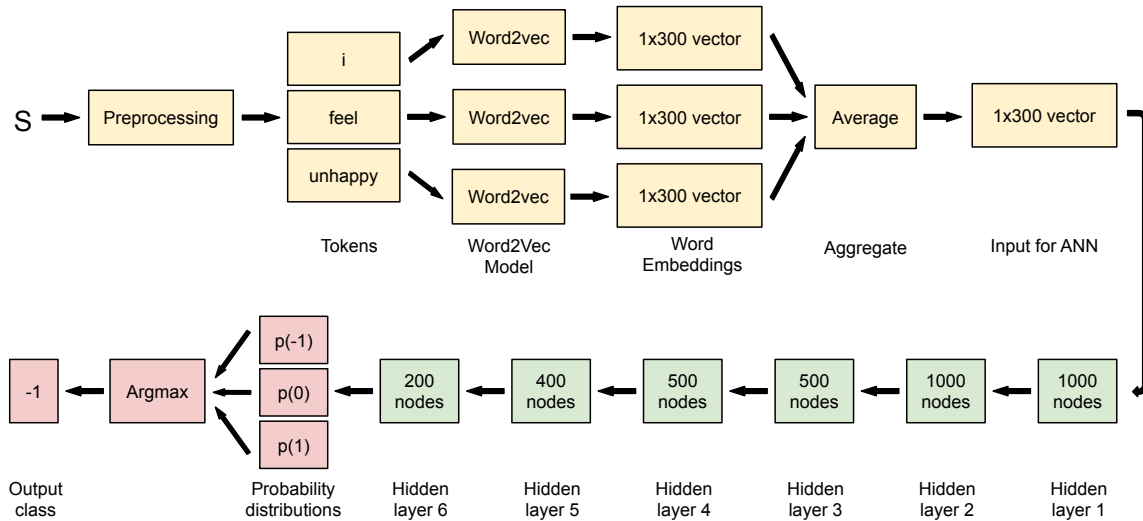 S
Preprocessing
i
feel
unhappy
Tokens
Word2vec
Word2vec
Word2vec
Word2Vec
Model
1x300 vector
1x300 vector
1x300 vector
Word
Embeddings
Average
Aggregate
1x300 vector
Input for ANN
1000
nodes
Hidden
layer 1
1000
nodes
Hidden
layer 2
500
nodes
Hidden
layer 3
500
nodes
Hidden
layer 4
400
nodes
Hidden
layer 5
200
nodes
Hidden
layer 6
p(-1)
p(0)
p(1)
Probability
distributions
Argmax
-1
Output
class